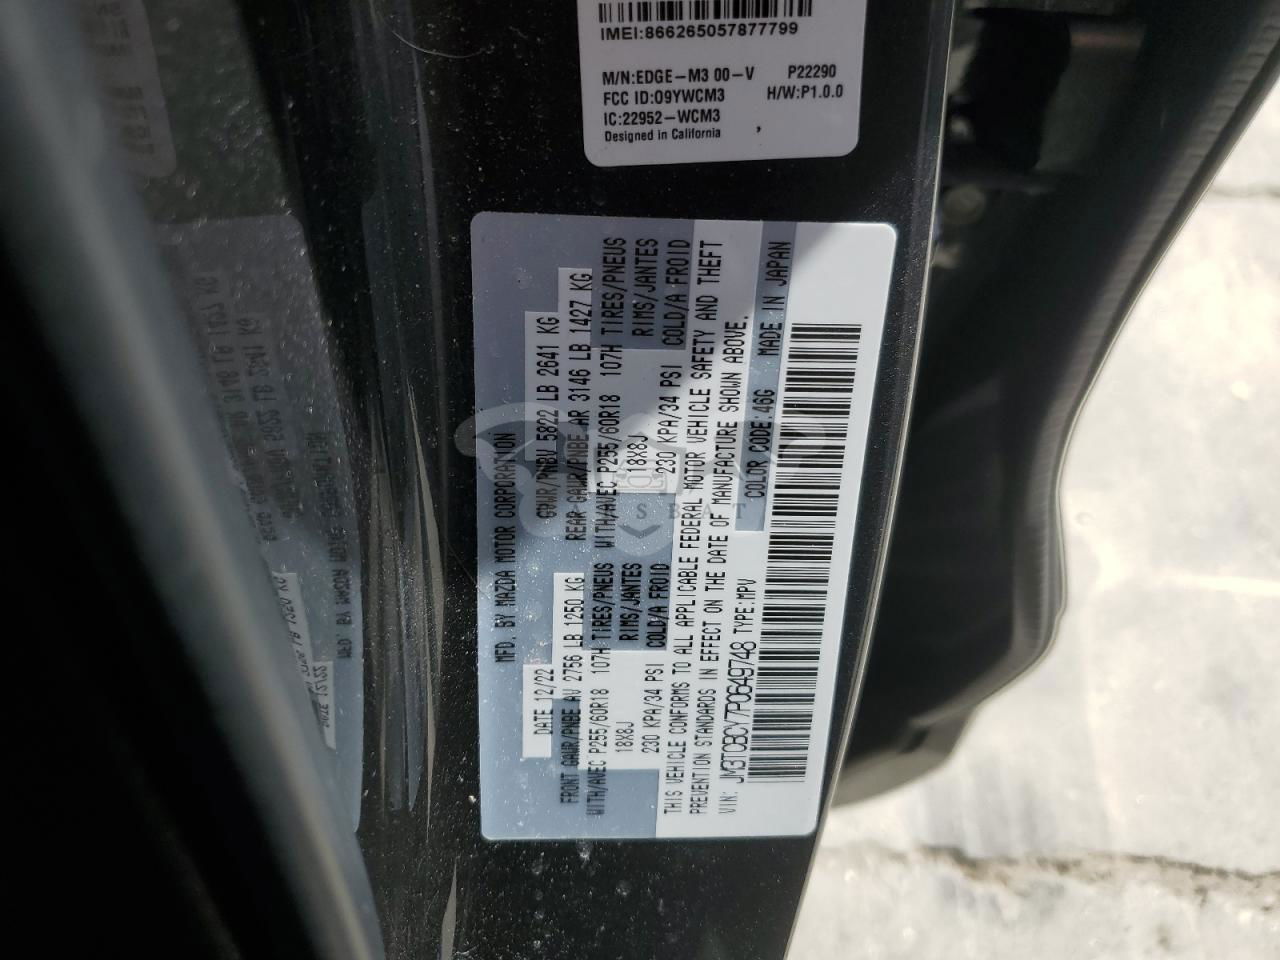 IMEI:866265057877799
M/N:EDGE-M3 00-V P22290
FCC ID:O9YWCM3 H/W:P1.0.0
IC:22952-WCM3
Designed in California
MFD. BY MAZDA MOTOR CORPORATION
DATE 12/22 GVWR/PNBV 5822 LB 2641 KG
FRONT GAWR/PNBE AV 2756 LB 1250 KG REAR GAWR/PNBE AR 3146 LB 1427 KG
WITH/AVEC P255/60R18 107H TIRES/PNEUS WITH/AVEC P255/60R18 107H TIRES/PNEUS
18X8J RIMS/JANTES 18X8J RIMS/JANTES
230 KPA/34 PSI COLD/A FROID 230 KPA/34 PSI COLD/A FROID
THIS VEHICLE CONFORMS TO ALL APPLICABLE FEDERAL MOTOR VEHICLE SAFETY AND THEFT
PREVENTION STANDARDS IN EFFECT ON THE DATE OF MANUFACTURE SHOWN ABOVE.
VIN: JM3TCBCY7P0649748 TYPE:MPV COLOR CODE:46G MADE IN JAPAN